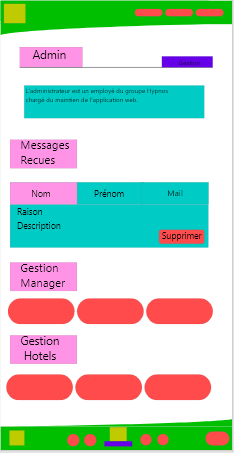 Admin
L'administrateur est un employé du groupe Hypnos
chargé du maintien de l'application web.
Messages
Recues
Nom Prénom Mail
Raison
Description
Supprimer
Gestion
Manager
Gestion
Hotels